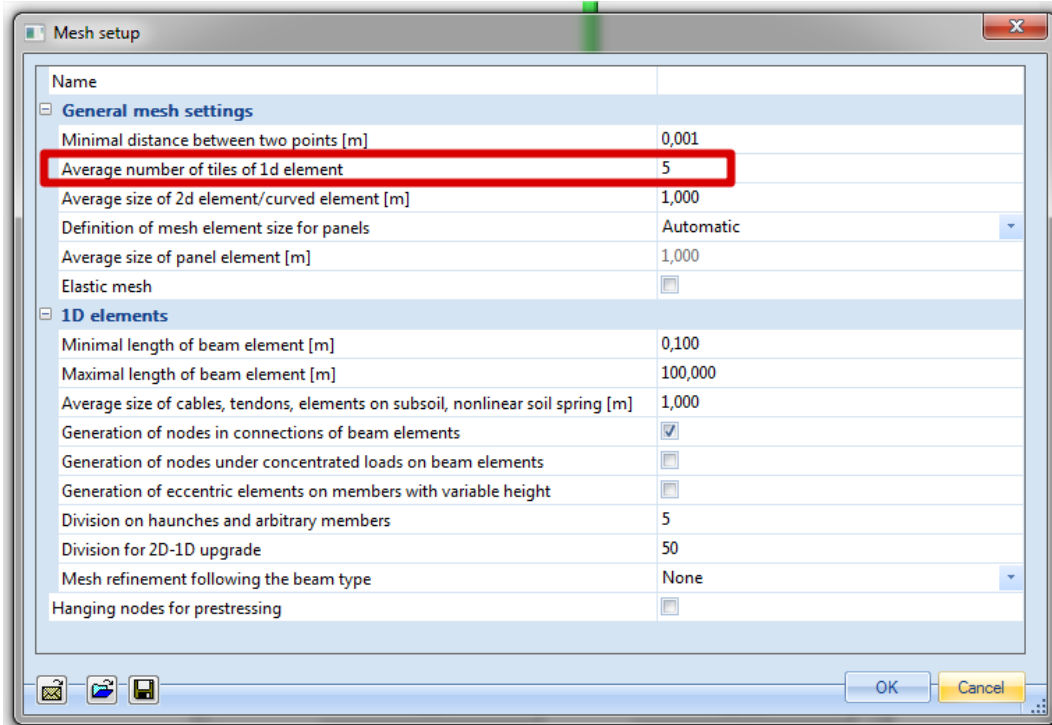 Mesh setup
Name
General mesh settings
Minimal distance between two points [m] 0,001
Average number of tiles of 1d element 5
Average size of 2d element/curved element [m] 1,000
Definition of mesh element size for panels Automatic
Average size of panel element [m] 1,000
Elastic mesh
1D elements
Minimal length of beam element [m] 0,100
Maximal length of beam element [m] 100,000
Average size of cables, tendons, elements on subsoil, nonlinear soil spring [m] 1,000
Generation of nodes in connections of beam elements
Generation of nodes under concentrated loads on beam elements
Generation of eccentric elements on members with variable height
Division on haunches and arbitrary members 5
Division for 2D-1D upgrade 50
Mesh refinement following the beam type None
Hanging nodes for prestressing
OK Cancel